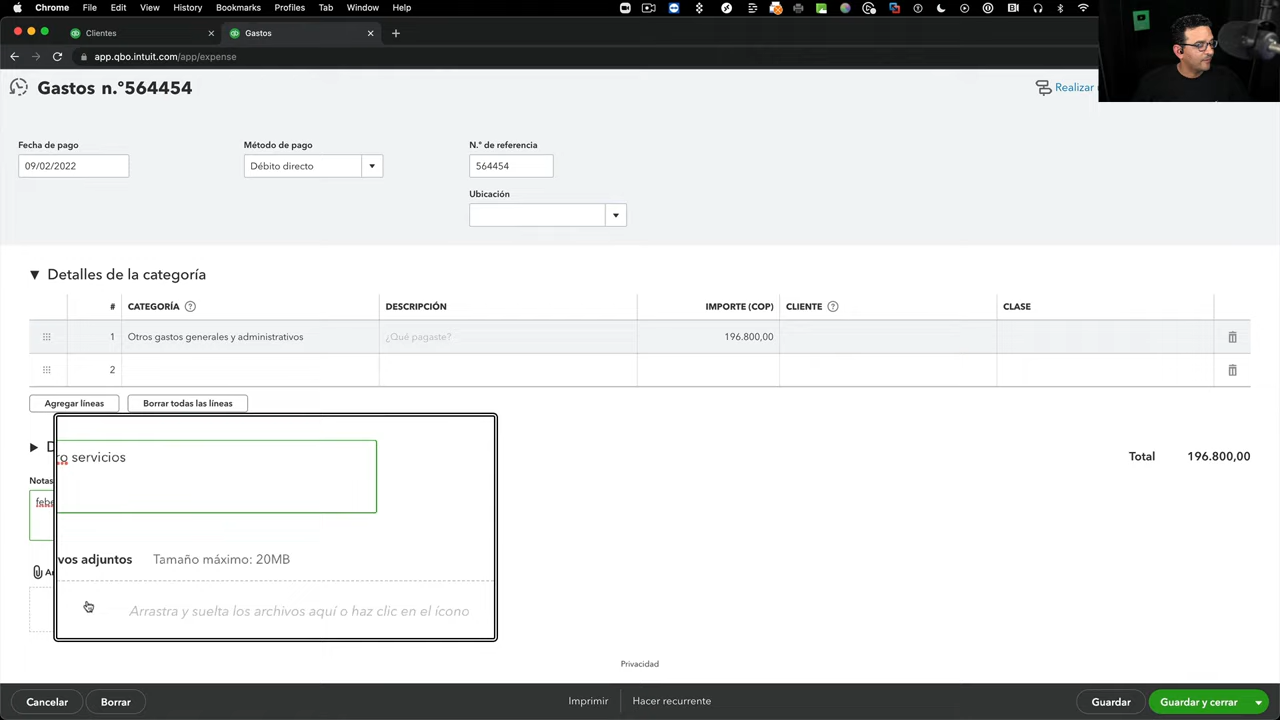 Chrome File Edit View History Bookmarks Profiles Tab Window Help
Clientes
Gastos
app.qbo.intuit.com/app/expense
Gastos n.°564454
Realizar
Fecha de pago
Método de pago
N.° de referencia
09/02/2022
Débito directo
564454
Ubicación
Detalles de la categoría
# CATEGORÍA DESCRIPCIÓN IMPORTE (COP) CLIENTE CLASE
1 Otros gastos generales y administrativos ¿Qué pagaste? 196.800,00
2
Agregar líneas
Borrar todas las líneas
D
Total 196.800,00
ro servicios
Notas
febe
vos adjuntos Tamaño máximo: 20MB
Ar
Arrastra y suelta los archivos aquí o haz clic en el ícono
Privacidad
Cancelar
Borrar
Imprimir
Hacer recurrente
Guardar
Guardar y cerrar